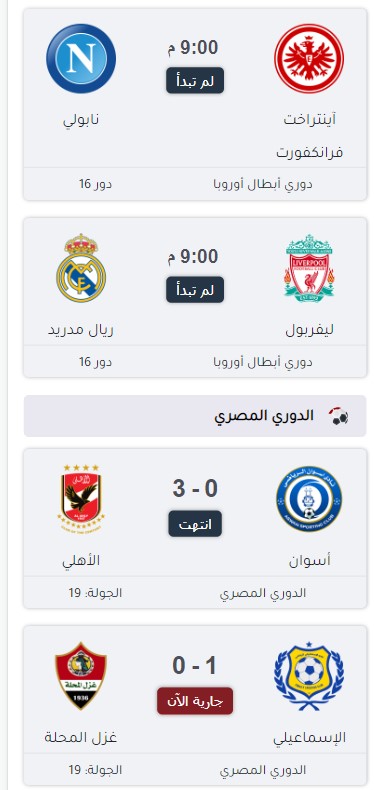 9:00 م
لم تبدأ
آينتراخت
فرانكفورت
نابولي
دوري أبطال أوروبا
دور 16
9:00 م
لم تبدأ
ليفربول
ريال مدريد
دوري أبطال أوروبا
دور 16
الدوري المصري
3 - 0
انتهت
أسوان
الأهلي
الدوري المصري
الجولة: 19
0 - 1
جارية الآن
الإسماعيلي
غزل المحلة
الدوري المصري
الجولة: 19